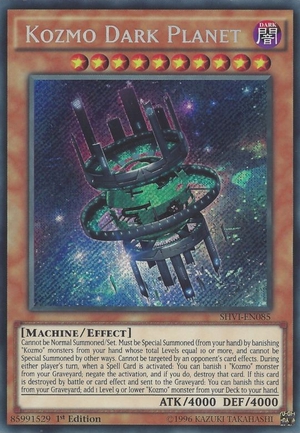 KOZMO DARK PLANET
DARK
闇
SHVI-EN085
[MACHINE/EFFECT]
Cannot be Normal Summoned/Set. Must be Special Summoned (from your hand) by banishing
"Kozmo" monsters from your hand whose total Levels equal 10 or more, and cannot be
Special Summoned by other ways. Cannot be targeted by an opponent's card effects. During
either player's turn, when a Spell Card is activated: You can banish 1 "Kozmo" monster
from your Graveyard; negate the activation, and if you do, destroy that card. If this card
is destroyed by battle or card effect and sent to the Graveyard: You can banish this card
from your Graveyard; add 1 Level 9 or lower "Kozmo" monster from your Deck to your hand.
ATK/4000 DEF/4000
85991529 1st Edition
©1996 KAZUKI TAKAHASHI